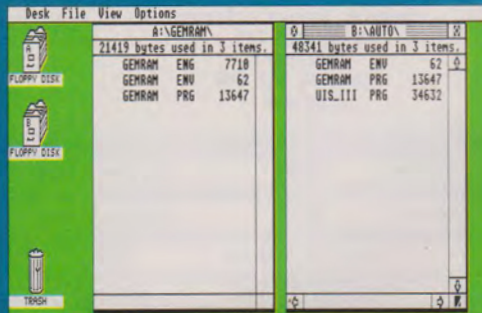 Desk File View Options
A
FLOPPY DISK
B
FLOPPY DISK
TRASH
A:\GEMRAM\
21419 bytes used in 3 items.
GEMRAM ENG 7710
GEMRAM ENV 62
GEMRAM PRG 13647
B:\AUTO\
48341 bytes used in 3 items.
GEMRAM ENV 62
GEMRAM PRG 13647
UIS_III PRG 34632